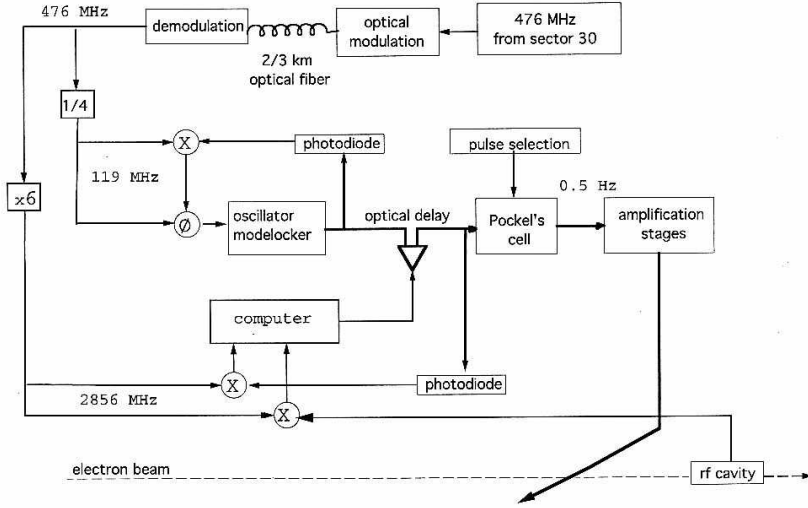 476 MHz
demodulation
optical
modulation
476 MHz
from sector 30
2/3 km
optical fiber
1/4
X
photodiode
pulse selection
119 MHz
x6
0.5 Hz
Ø
oscillator
modelocker
optical delay
Pockel's
cell
amplification
stages
computer
X
photodiode
2856 MHz
X
electron beam
rf cavity